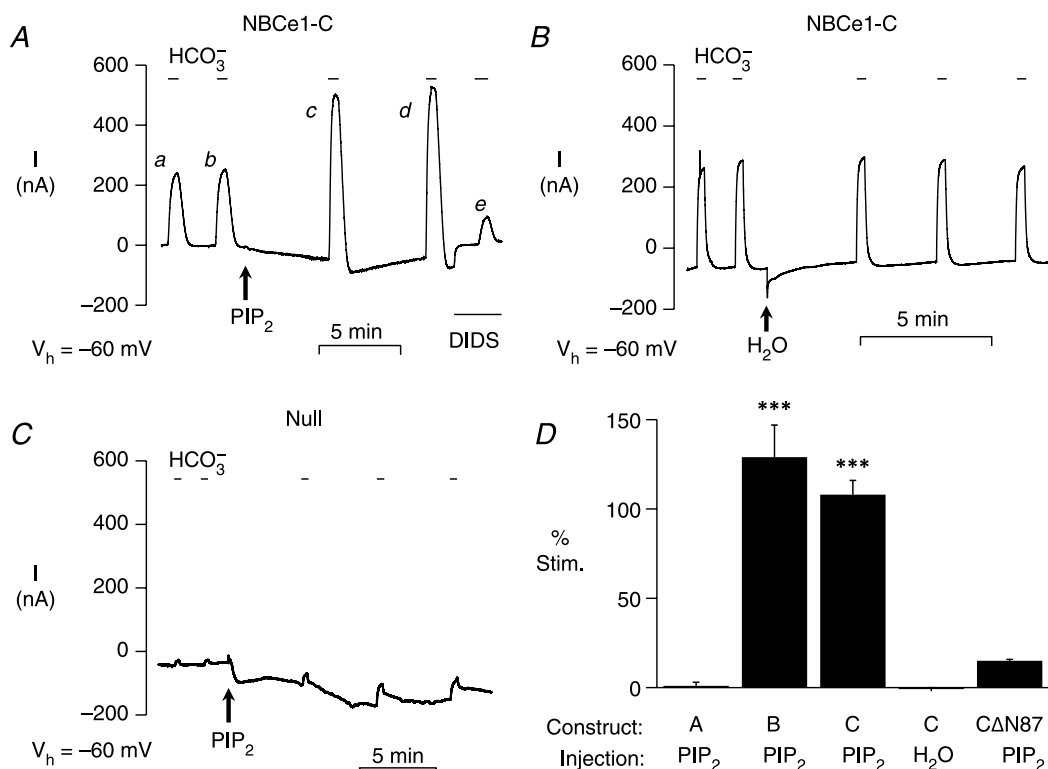 A
NBCe1-C
HCO3−
600
400
200
0
−200
I
(nA)
a
b
c
d
e
PIP2
5 min
DIDS
Vh = −60 mV
B
NBCe1-C
HCO3−
600
400
200
0
−200
I
(nA)
H2O
5 min
Vh = −60 mV
C
Null
HCO3−
600
400
200
0
−200
I
(nA)
PIP2
5 min
Vh = −60 mV
D
150
100
50
0
%
Stim.
***
***
Construct: A B C C CΔN87
Injection: PIP2 PIP2 PIP2 H2O PIP2